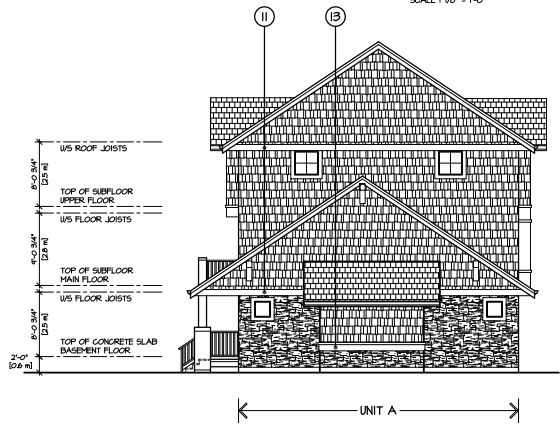 SCALE : 1/8" = 1'-0"
11 13
U/S ROOF JOISTS
8'-0 3/4"
[2.5 m]
TOP OF SUBFLOOR
UPPER FLOOR
U/S FLOOR JOISTS
9'-0 3/4"
[2.8 m]
TOP OF SUBFLOOR
MAIN FLOOR
U/S FLOOR JOISTS
8'-0 3/4"
[2.5 m]
TOP OF CONCRETE SLAB
BASEMENT FLOOR
2'-0"
[0.6 m]
UNIT A